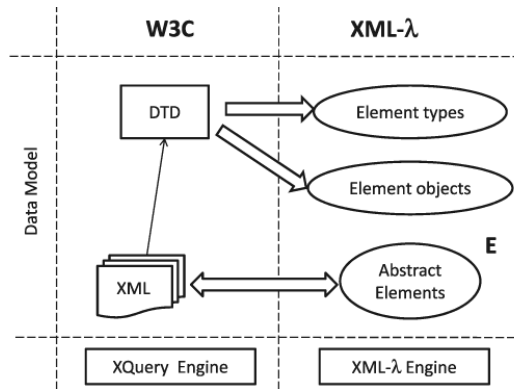 W3C
XML-λ
Data Model
DTD
Element types
Element objects
E
XML
Abstract
Elements
XQuery Engine
XML-λ Engine